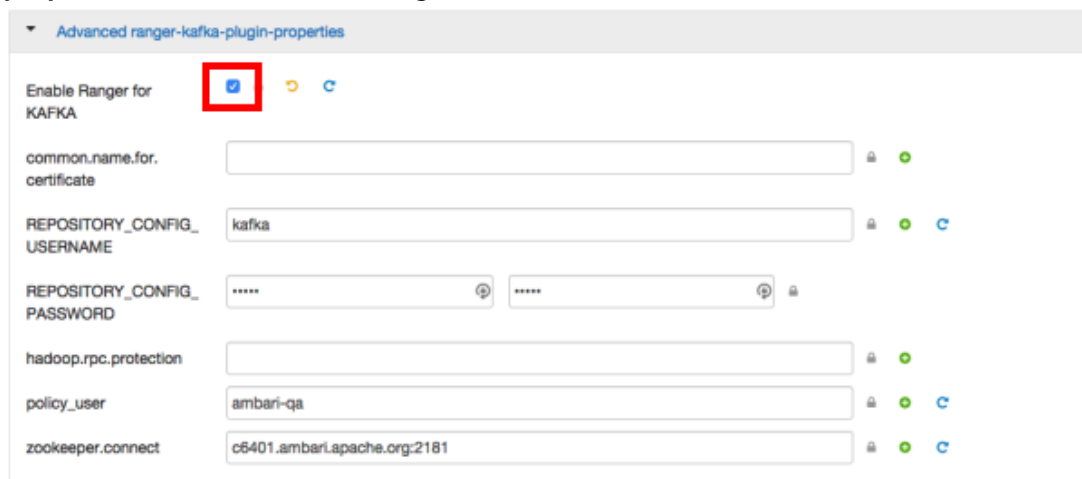 Advanced ranger-kafka-plugin-properties
Enable Ranger for
KAFKA
common.name.for.
certificate
REPOSITORY_CONFIG_
USERNAME
kafka
REPOSITORY_CONFIG_
PASSWORD
••••• •••••
hadoop.rpc.protection
policy_user
ambari-qa
zookeeper.connect
c6401.ambari.apache.org:2181